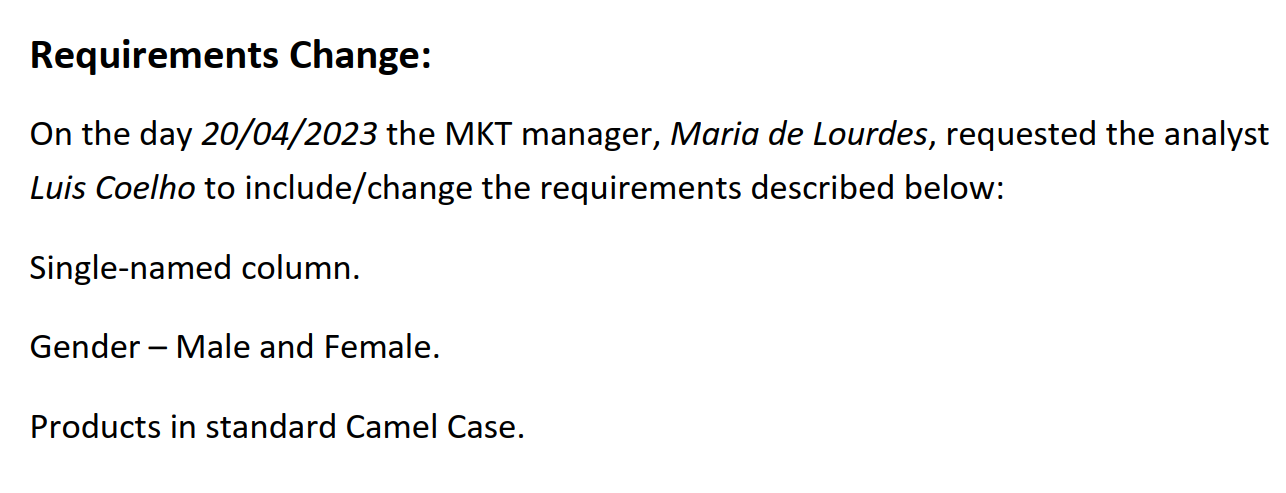 Requirements Change:
On the day 20/04/2023 the MKT manager, Maria de Lourdes, requested the analyst
Luis Coelho to include/change the requirements described below:
Single-named column.
Gender – Male and Female.
Products in standard Camel Case.